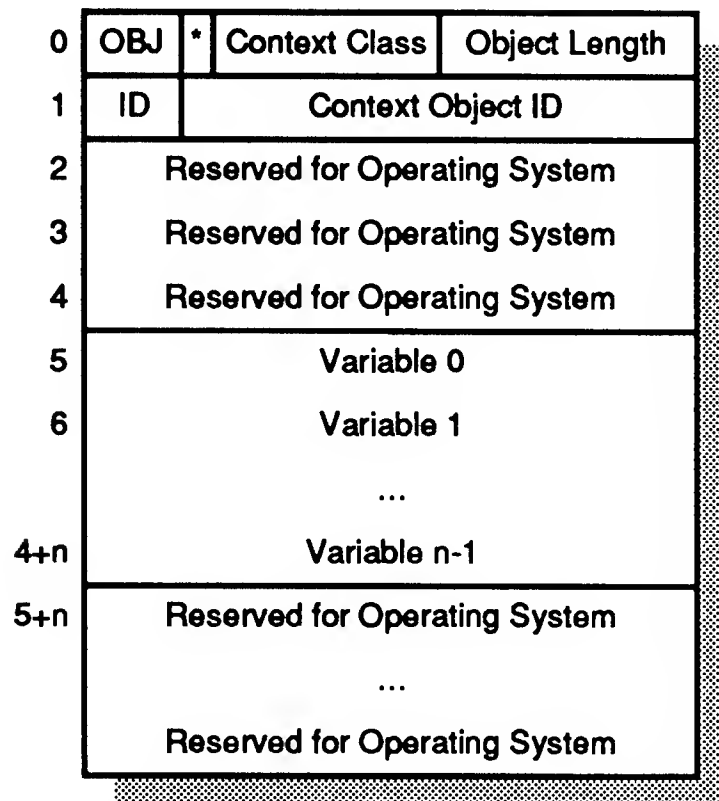 0 OBJ * Context Class Object Length
1 ID Context Object ID
2 Reserved for Operating System
3 Reserved for Operating System
4 Reserved for Operating System
5 Variable 0
6 Variable 1
...
4+n Variable n-1
5+n Reserved for Operating System
...
Reserved for Operating System